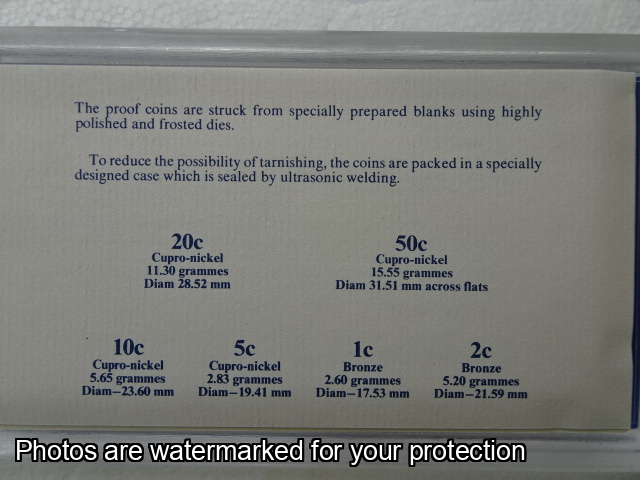 The proof coins are struck from specially prepared blanks using highly
polished and frosted dies.
To reduce the possibility of tarnishing, the coins are packed in a specially
designed case which is sealed by ultrasonic welding.
20c
Cupro-nickel
11.30 grammes
Diam 28.52 mm
50c
Cupro-nickel
15.55 grammes
Diam 31.51 mm across flats
10c
Cupro-nickel
5.65 grammes
Diam—23.60 mm
5c
Cupro-nickel
2.83 grammes
Diam—19.41 mm
1c
Bronze
2.60 grammes
Diam—17.53 mm
2c
Bronze
5.20 grammes
Diam—21.59 mm
Photos are watermarked for your protection